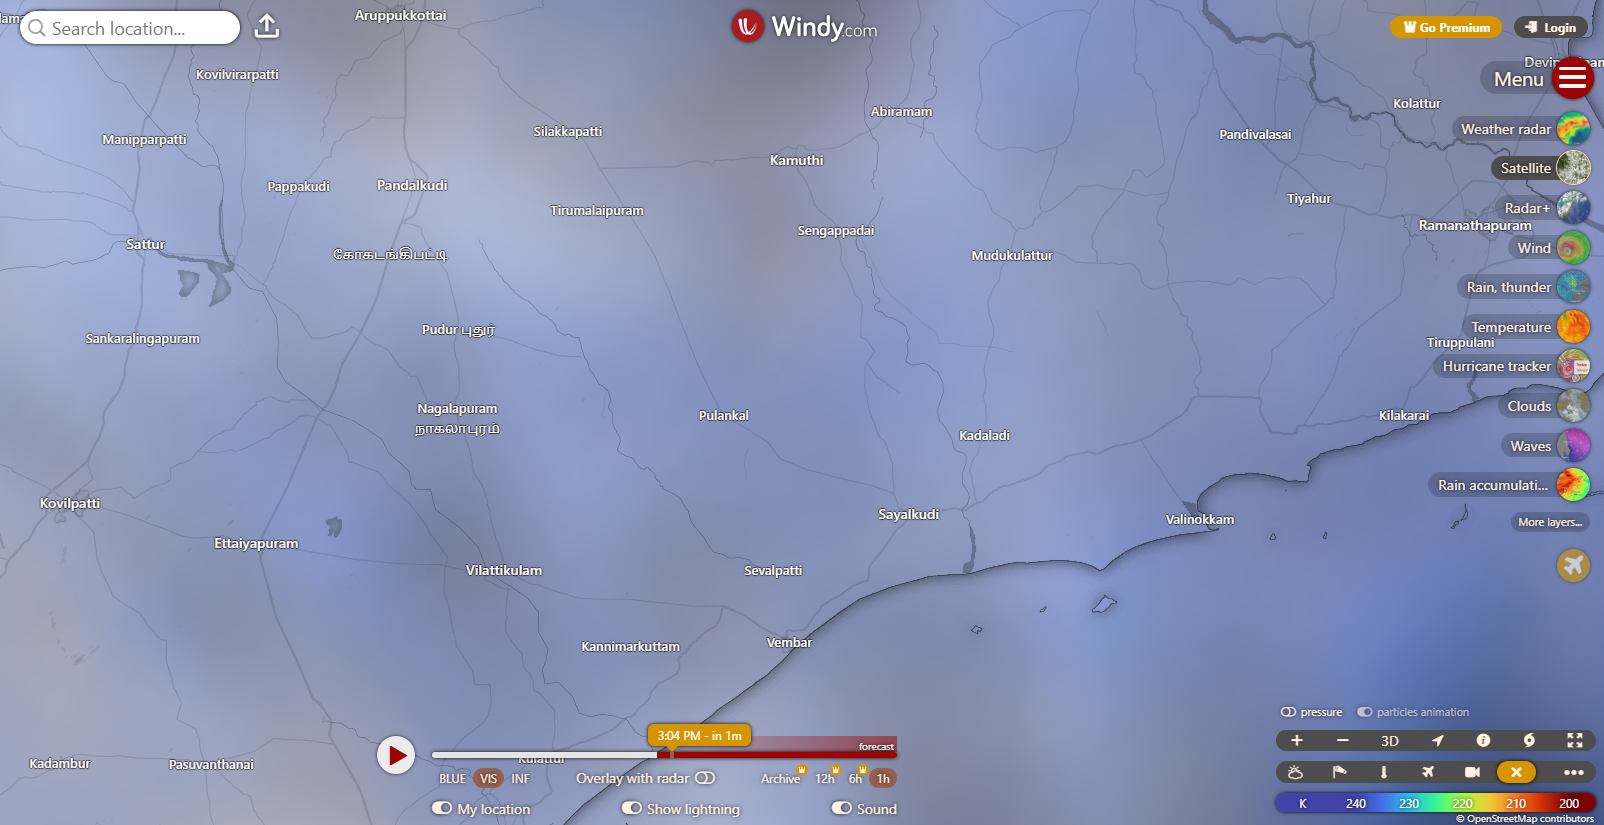 Aruppukkottai
Search location...
Windy.com
Go Premium
Login
Kovilvirarpatti
Menu
Kolattur
Abiramam
Silakkapatti
Pandivalasai
Weather radar
Manipparpatti
Kamuthi
Satellite
Pappakudi
Pandalkudi
Tiyahur
Tirumalaipuram
Radar+
Ramanathapuram
Sengappadai
Sattur
Wind
கோகடங்கிபட்டி
Mudukulattur
Rain, thunder
Pudur புதூர்
Temperature
Sankaralingapuram
Tiruppulani
Hurricane tracker
Nagalapuram
நாகலாபுரம்
Pulankal
Clouds
Kilakarai
Kadaladi
Waves
Rain accumulati...
Kovilpatti
Sayalkudi
Valinokkam
More layers...
Ettaiyapuram
Vilattikulam
Sevalpatti
Kannimarkuttam
Vembar
pressure
particles animation
3:04 PM - in 1m
forecast
3D
Kadambur
Pasuvanthanai
Kulattur
BLUE VIS INF
Overlay with radar
Archive 12h 6h 1h
My location
Show lightning
Sound
K 240 230 220 210 200
© OpenStreetMap contributors